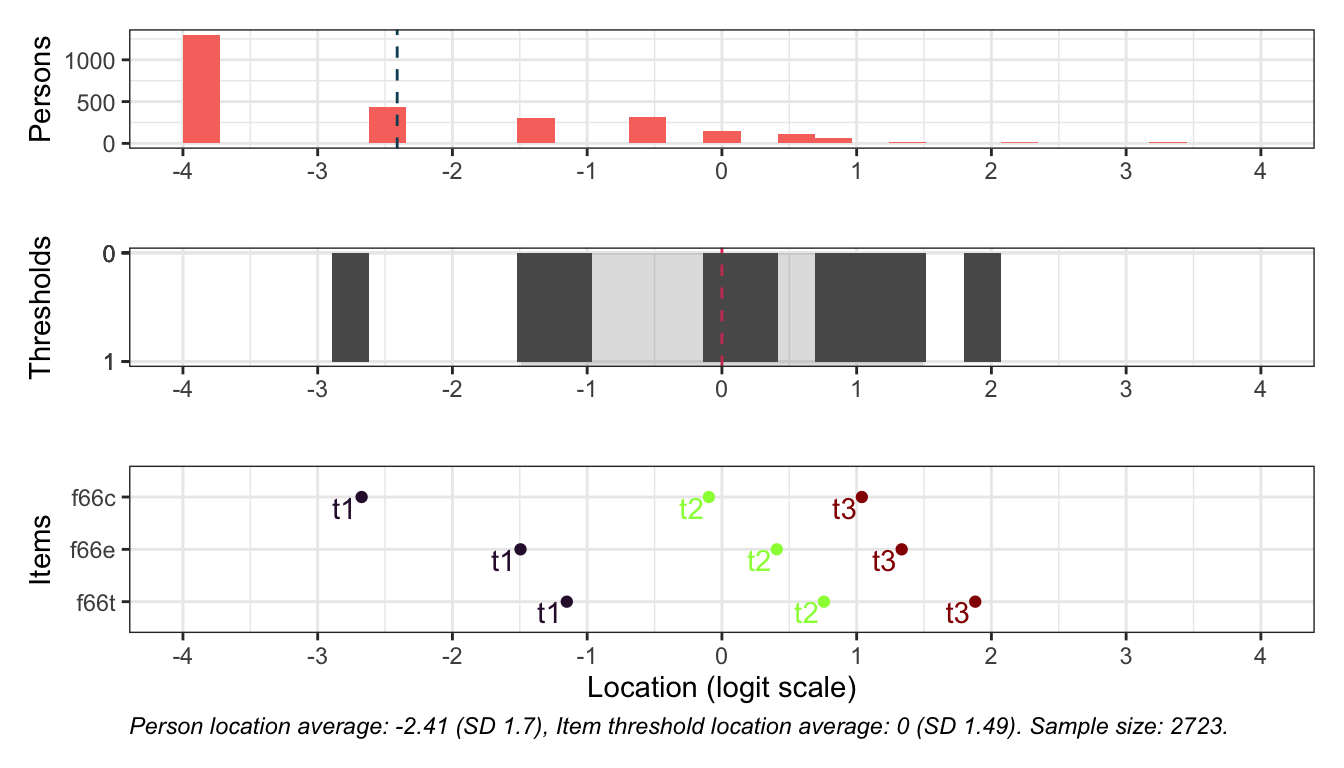 Persons
1000
500
0
-4 -3 -2 -1 0 1 2 3 4
Thresholds
0
1
-4 -3 -2 -1 0 1 2 3 4
Items
f66c t1 t2 t3
f66e t1 t2 t3
f66t t1 t2 t3
-4 -3 -2 -1 0 1 2 3 4
Location (logit scale)
Person location average: -2.41 (SD 1.7), Item threshold location average: 0 (SD 1.49). Sample size: 2723.